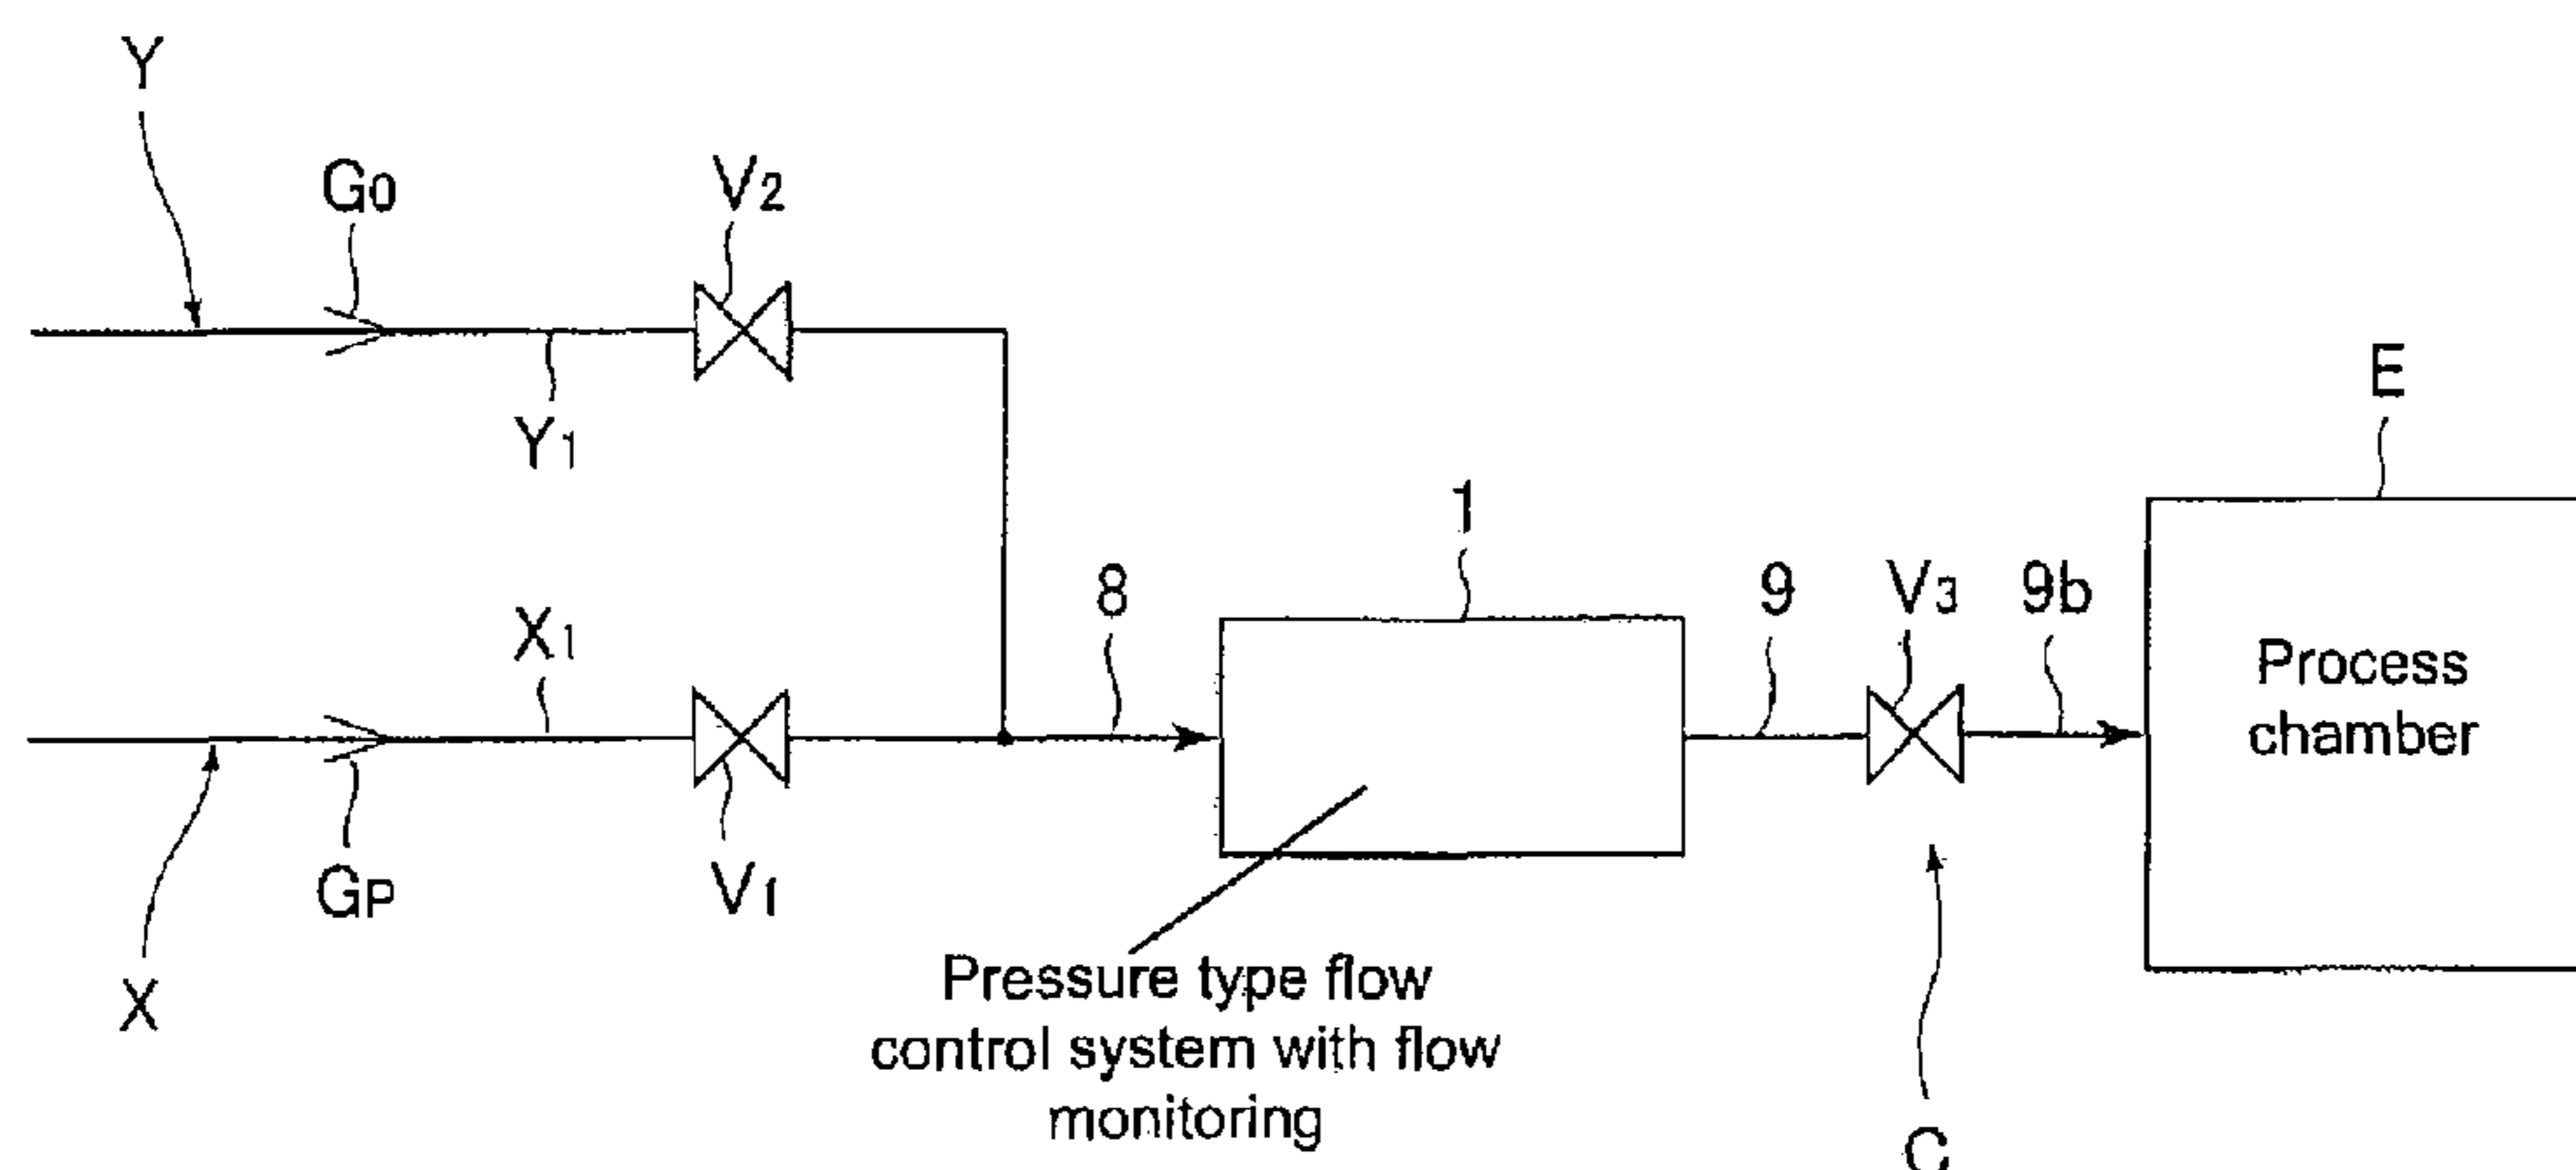 Y
G0
V2
Y1
E
1
X1
8
9
V3
9b
Process
chamber
GP
V1
X
Pressure type flow
control system with flow
monitoring
C